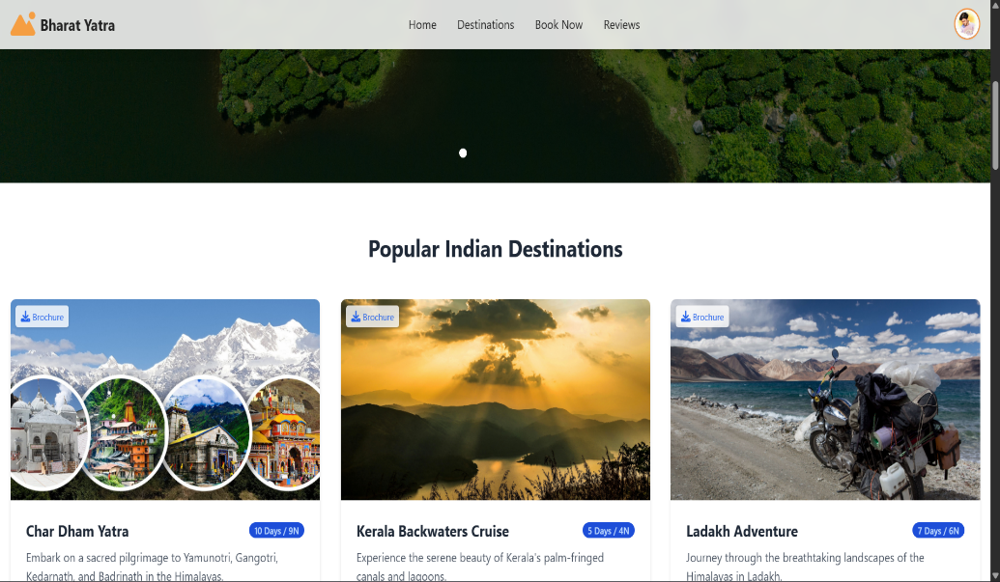 Bharat Yatra
Home Destinations Book Now Reviews
Popular Indian Destinations
Brochure
Brochure
Brochure
Char Dham Yatra
10 Days / 9N
Embark on a sacred pilgrimage to Yamunotri, Gangotri,
Kedarnath, and Badrinath in the Himalayas.
Kerala Backwaters Cruise
5 Days / 4N
Experience the serene beauty of Kerala's palm-fringed
canals and lagoons.
Ladakh Adventure
7 Days / 6N
Journey through the breathtaking landscapes of the
Himalayas in Ladakh.